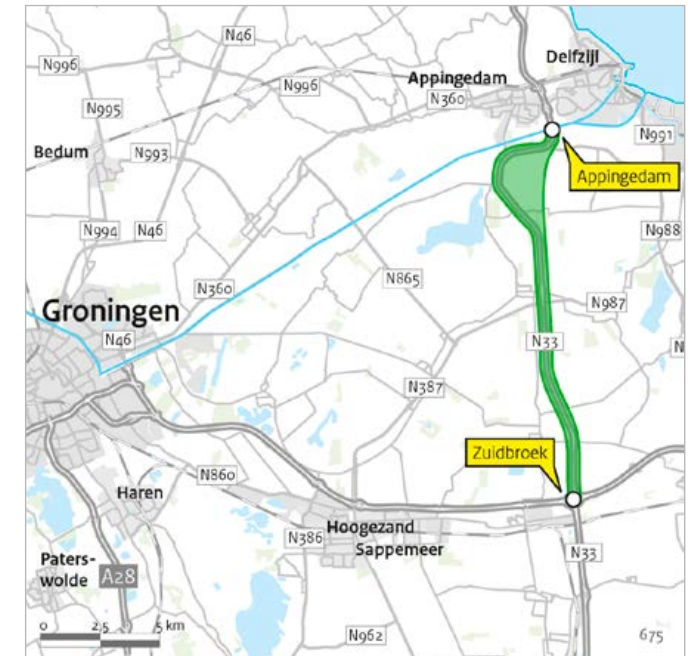 N46
N996
Delfzijl
Appingedam
N996
N360
N995
N991
Bedum
N993
Appingedam
N994
N46
N988
N865
N360
N987
Groningen
N46
N33
N
N387
Zuidbroek
N860
Haren
Hoogezand
N386
Sappemeer
N33
Paters-
wolde
A28
0 2,5 5 km
N962
675